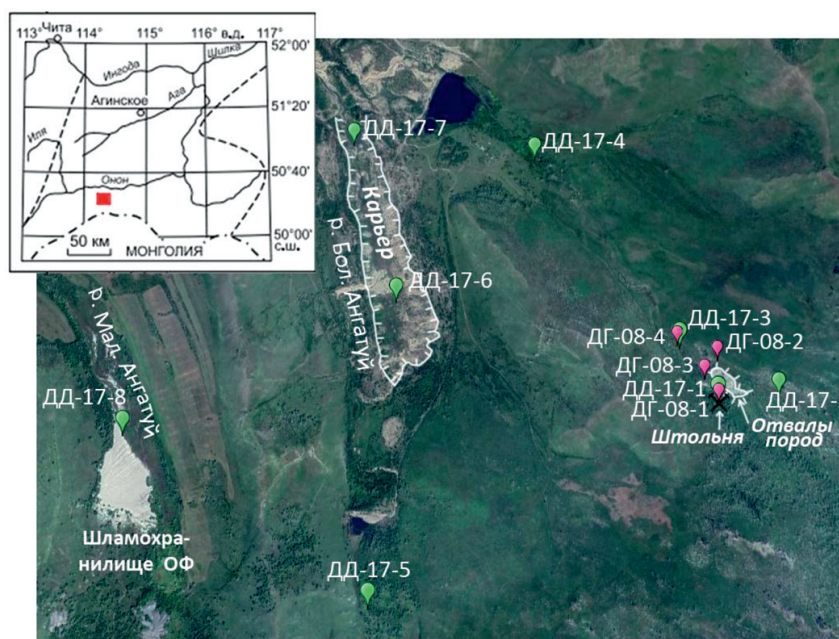 Чита
113° 114° 115° 116° в.д. 117°
52°00'
Ингода
Шилка
Ага
Агинское
51°20'
Иля
50°40'
Онон
50 км
50°00'
с.ш.
МОНГОЛИЯ
ДД-17-7
ДД-17-4
Карьер
р. Бол. Ангатуй
ДД-17-6
р. Мал. Ангатуй
ДД-17-3
ДГ-08-4
ДГ-08-2
ДГ-08-3
ДД-17-8
ДД-17-1
ДД-17-
ДГ-08-1
Штольня
Отвалы
пород
Шламохра-
нилище ОФ
ДД-17-5